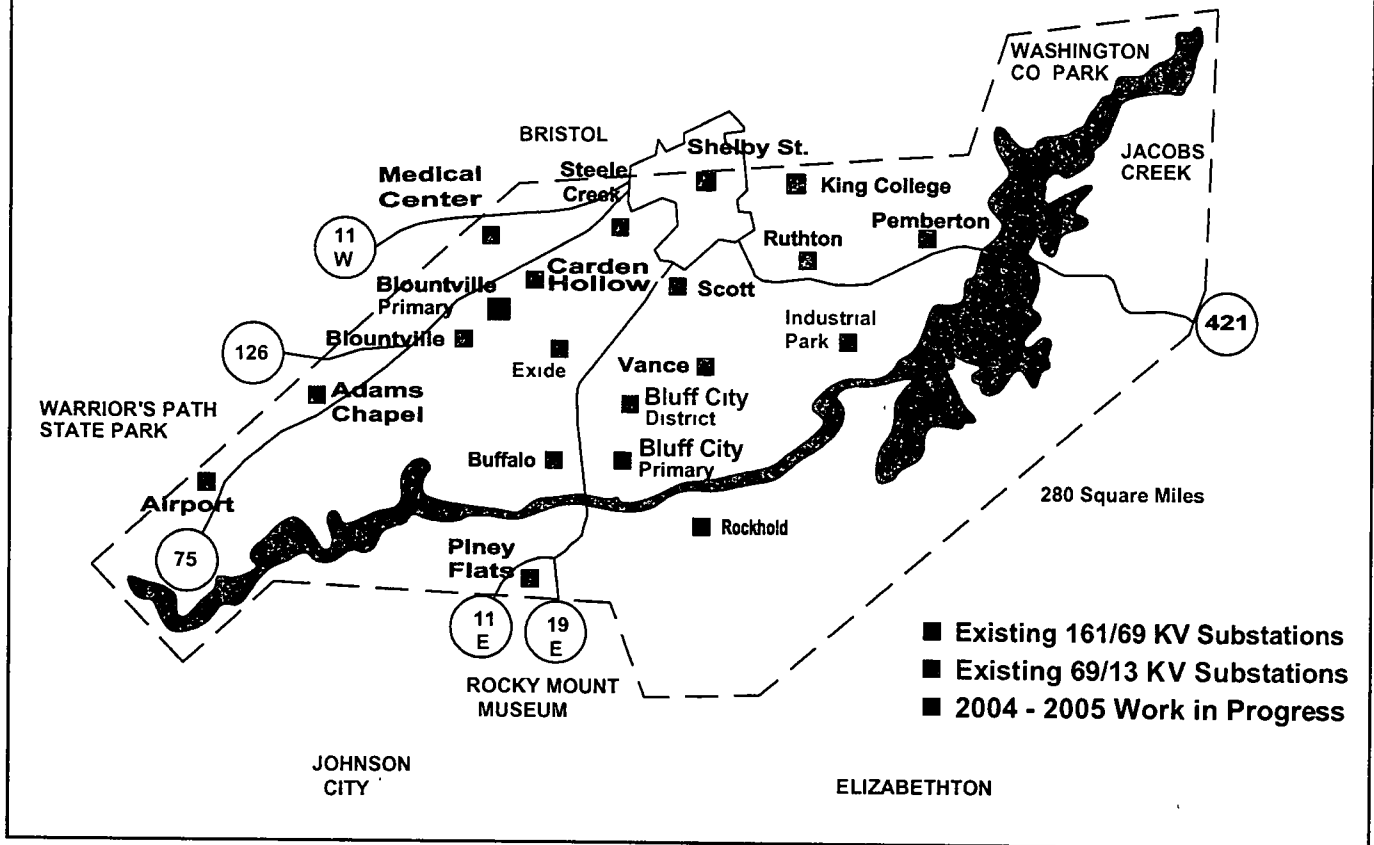 WASHINGTON
CO PARK
BRISTOL
Shelby St.
JACOBS
CREEK
Medical
Center
Steele
Creek
King College
Pemberton
11
W
Ruthton
Carden
Hollow
Blountville
Primary
Scott
Industrial
Park
421
126
Blountville
Exide
Vance
Adams
Chapel
Bluff City
District
WARRIOR'S PATH
STATE PARK
Buffalo
Bluff City
Primary
280 Square Miles
Airport
Rockhold
75
Piney
Flats
11
E
19
E
Existing 161/69 KV Substations
Existing 69/13 KV Substations
2004 - 2005 Work in Progress
ROCKY MOUNT
MUSEUM
JOHNSON
CITY
ELIZABETHTON